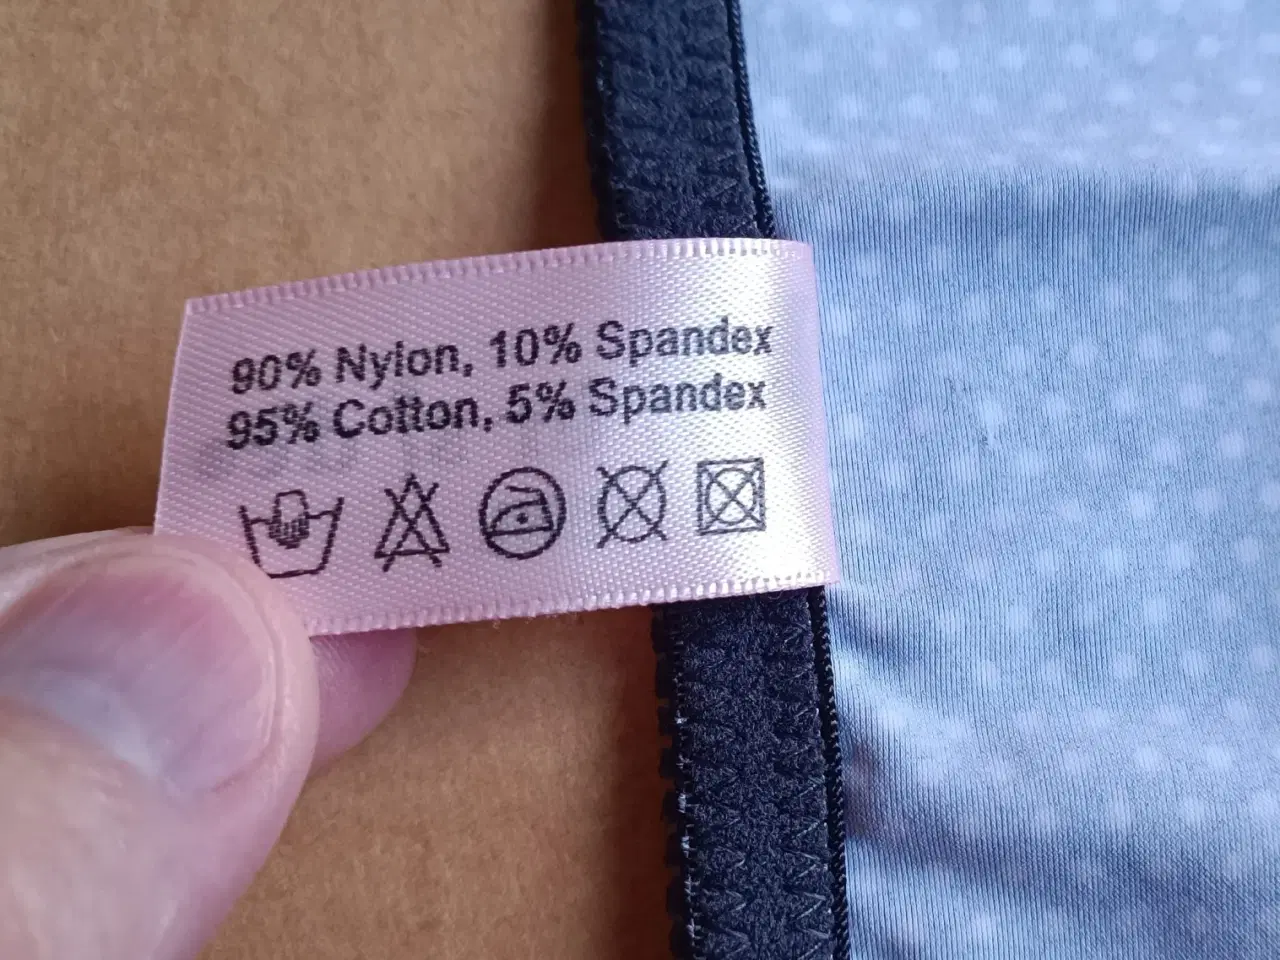 90% Nylon, 10% Spandex
95% Cotton, 5% Spandex